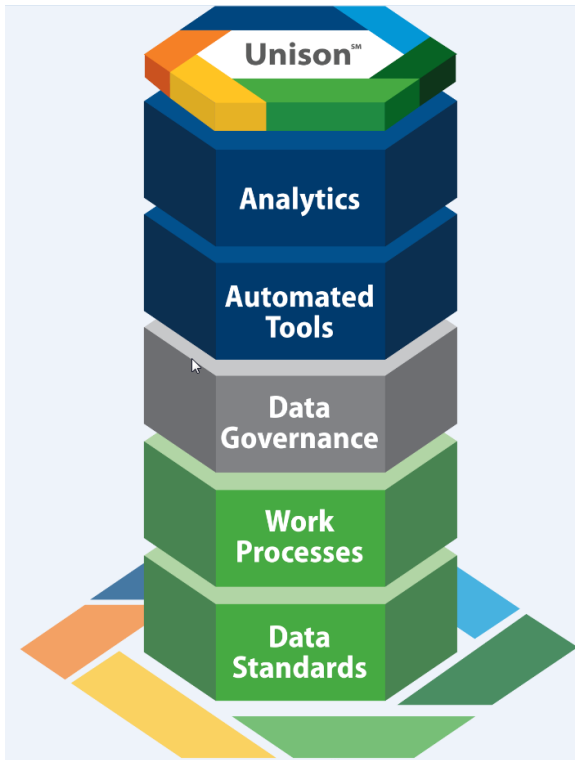 Unison℠
Analytics
Automated
Tools
Data
Governance
Work
Processes
Data
Standards